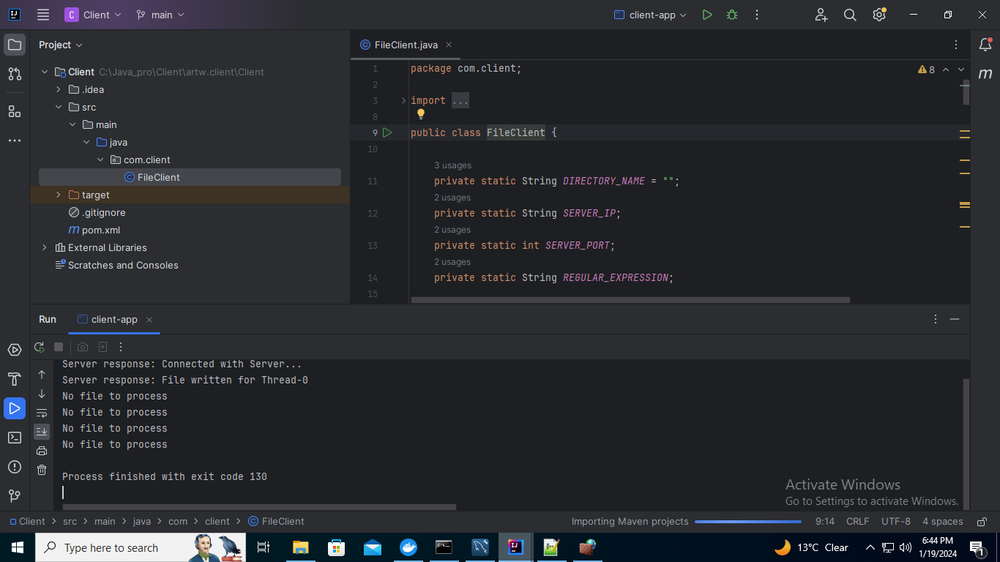 C Client main client-app
Project
FileClient.java
Client C:\Java_pro\Client\artw.client\Client
.idea
src
main
java
com.client
FileClient
target
.gitignore
m pom.xml
External Libraries
Scratches and Consoles
8
1 package com.client;
2
3 import ...
8
9 public class FileClient {
10
3 usages
11 private static String DIRECTORY_NAME = "";
2 usages
12 private static String SERVER_IP;
2 usages
13 private static int SERVER_PORT;
2 usages
14 private static String REGULAR_EXPRESSION;
15
m
Run client-app
Server response: Connected with Server...
Server response: File written for Thread-0
No file to process
No file to process
No file to process
No file to process
Process finished with exit code 130
Activate Windows
Go to Settings to activate Windows.
Client > src > main > java > com > client > FileClient Importing Maven projects 9:14 CRLF UTF-8 4 spaces
Type here to search
13°C Clear
6:44 PM
1/19/2024
1